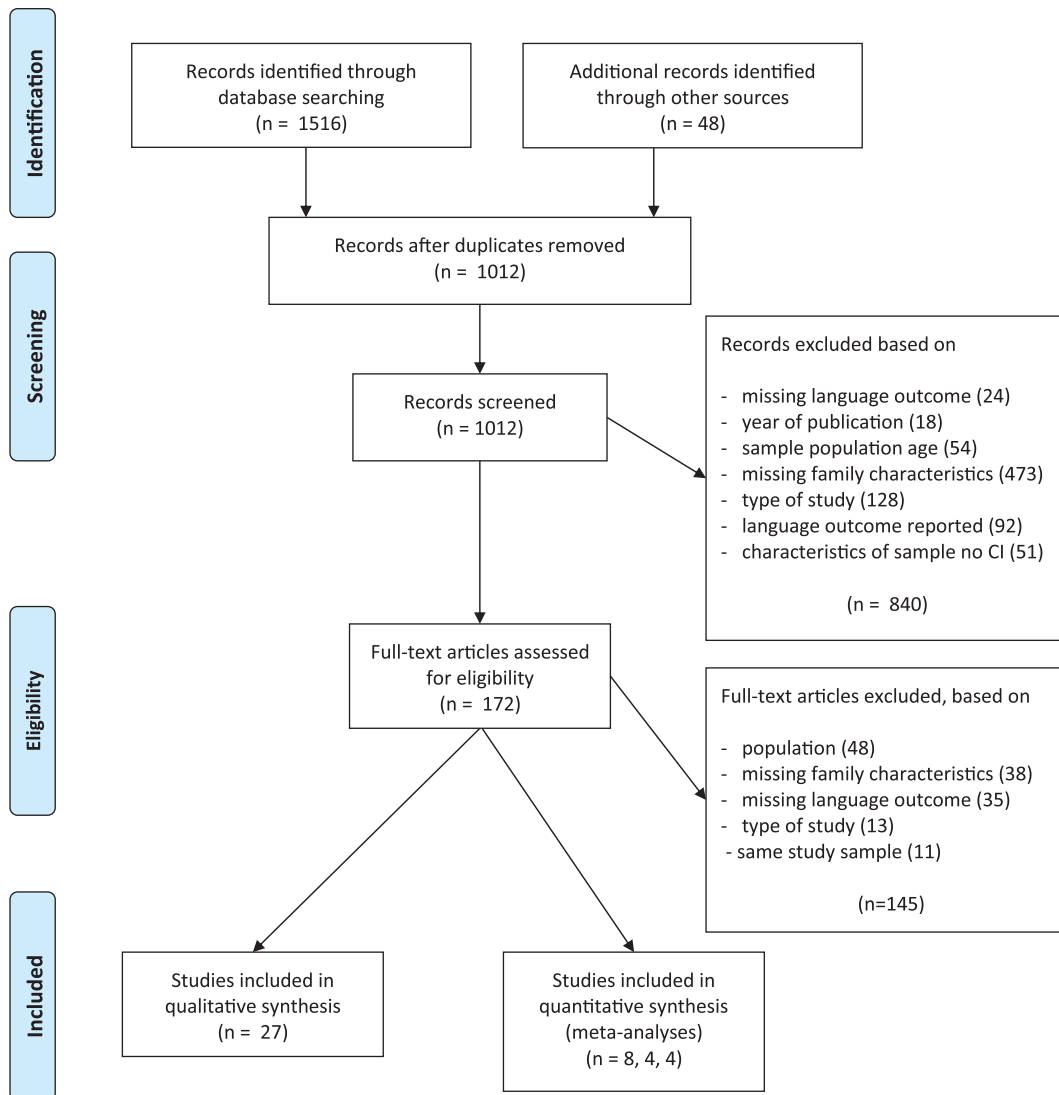 Identification
Records identified through
database searching
(n = 1516)
Additional records identified
through other sources
(n = 48)
Records after duplicates removed
(n = 1012)
Screening
Records screened
(n = 1012)
Records excluded based on
- missing language outcome (24)
- year of publication (18)
- sample population age (54)
- missing family characteristics (473)
- type of study (128)
- language outcome reported (92)
- characteristics of sample no CI (51)
(n = 840)
Eligibility
Full-text articles assessed
for eligibility
(n = 172)
Full-text articles excluded, based on
- population (48)
- missing family characteristics (38)
- missing language outcome (35)
- type of study (13)
- same study sample (11)
(n=145)
Included
Studies included in
qualitative synthesis
(n = 27)
Studies included in
quantitative synthesis
(meta-analyses)
(n = 8, 4, 4)